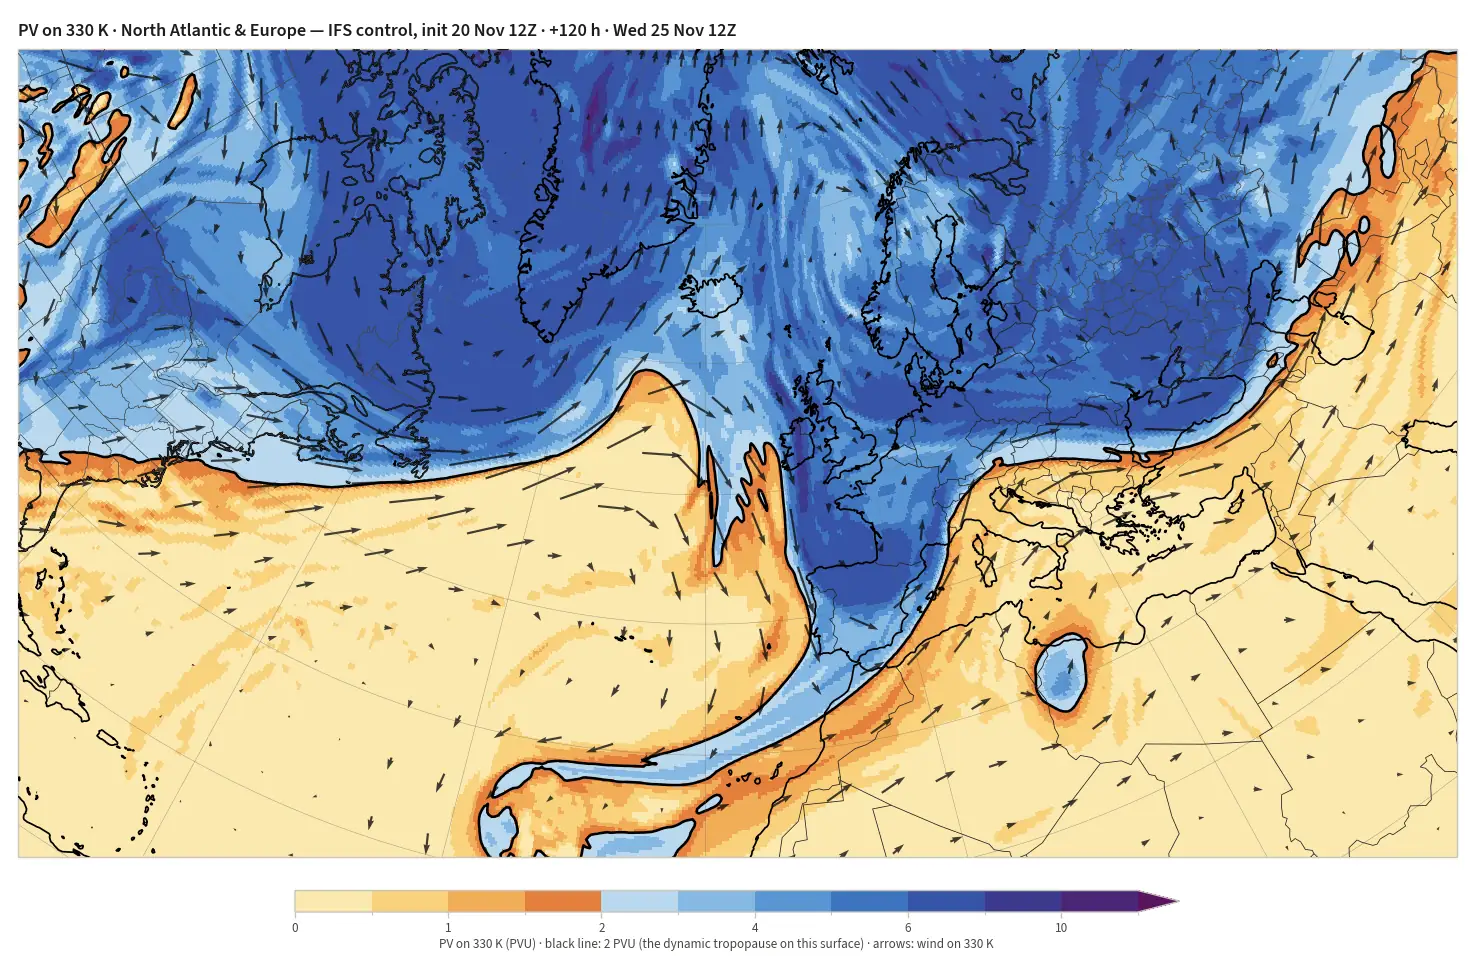 PV on 330 K · North Atlantic & Europe — IFS control, init 20 Nov 12Z · +120 h · Wed 25 Nov 12Z
0 1 2 4 6 10
PV on 330 K (PVU) · black line: 2 PVU (the dynamic tropopause on this surface) · arrows: wind on 330 K